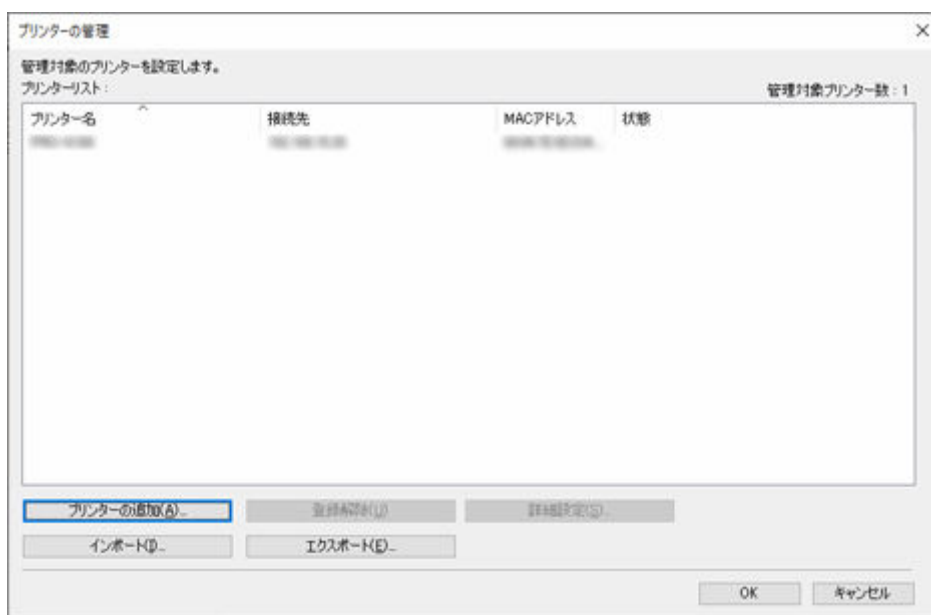 プリンターの管理
管理対象のプリンターを設定します。
プリンターリスト:
管理対象プリンター数:1
プリンター名 接続先 MACアドレス 状態
プリンターの追加(A)... 登録解除(U) 詳細設定(S)...
インポート(I)... エクスポート(E)...
OK キャンセル